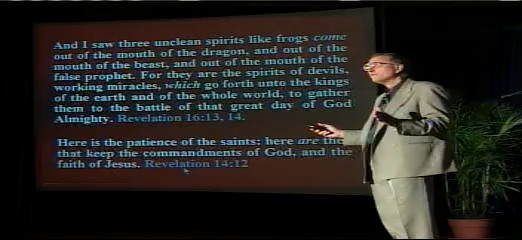 And I saw three unclean spirits like frogs come
out of the mouth of the dragon, and out of the
mouth of the beast, and out of the mouth of the
false prophet. For they are the spirits of devils,
working miracles, which go forth unto the kings
of the earth and of the whole world, to gather
them to the battle of that great day of God
Almighty. Revelation 16:13, 14.
Here is the patience of the saints: here are the
that keep the commandments of God, and the
faith of Jesus. Revelation 14:12